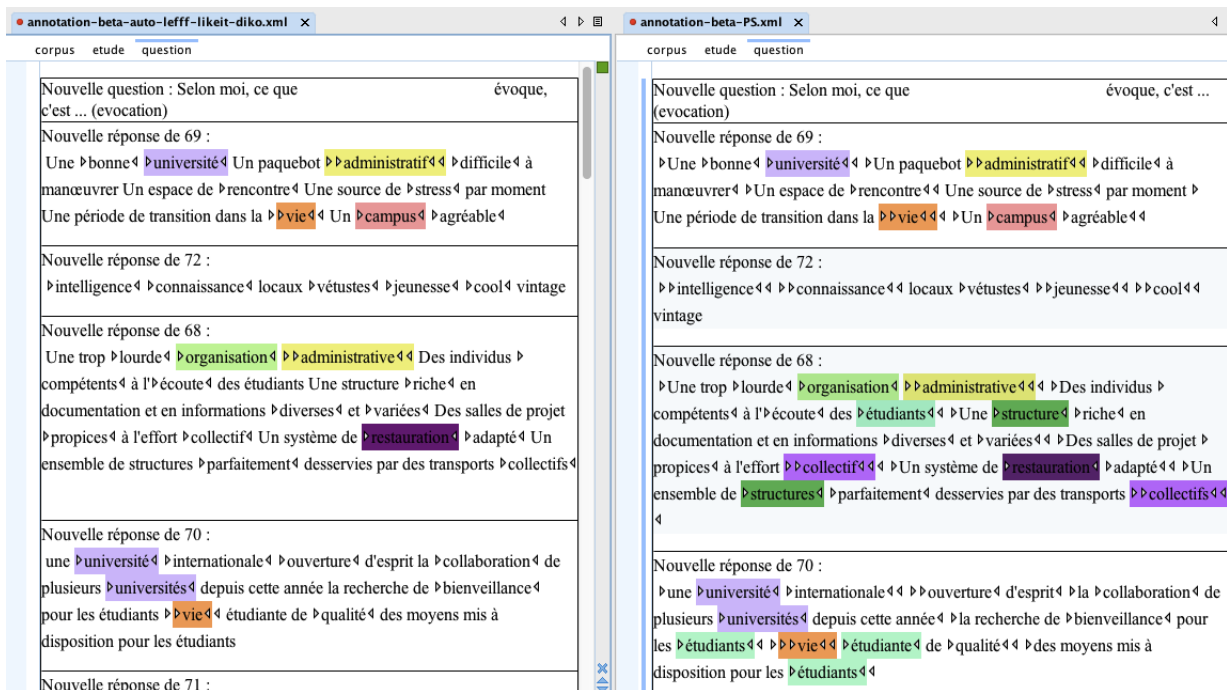 annotation-beta-auto-lefff-likeit-diko.xml ×
corpus etude question
Nouvelle question : Selon moi, ce que évoque,
c'est ... (evocation)
Nouvelle réponse de 69 :
Une bonne université Un paquebot administratif difficile à
manœuvrer Un espace de rencontre Une source de stress par moment
Une période de transition dans la vie Un campus agréable
Nouvelle réponse de 72 :
intelligence connaissance locaux vétustes jeunesse cool vintage
Nouvelle réponse de 68 :
Une trop lourde organisation administrative Des individus
compétents à l'écoute des étudiants Une structure riche en
documentation et en informations diverses et variées Des salles de projet
propices à l'effort collectif Un système de restauration adapté Un
ensemble de structures parfaitement desservies par des transports collectifs
Nouvelle réponse de 70 :
une université internationale ouverture d'esprit la collaboration de
plusieurs universités depuis cette année la recherche de bienveillance
pour les étudiants vie étudiante de qualité des moyens mis à
disposition pour les étudiants
Nouvelle réponse de 71 :
annotation-beta-PS.xml ×
corpus etude question
Nouvelle question : Selon moi, ce que évoque, c'est ...
(evocation)
Nouvelle réponse de 69 :
Une bonne université Un paquebot administratif difficile à
manœuvrer Un espace de rencontre Une source de stress par moment
Une période de transition dans la vie Un campus agréable
Nouvelle réponse de 72 :
intelligence connaissance locaux vétustes jeunesse cool
vintage
Nouvelle réponse de 68 :
Une trop lourde organisation administrative Des individus
compétents à l'écoute des étudiants Une structure riche en
documentation et en informations diverses et variées Des salles de projet
propices à l'effort collectif Un système de restauration adapté Un
ensemble de structures parfaitement desservies par des transports collectifs
Nouvelle réponse de 70 :
une université internationale ouverture d'esprit la collaboration de
plusieurs universités depuis cette année la recherche de bienveillance pour
les étudiants vie étudiante de qualité des moyens mis à
disposition pour les étudiants